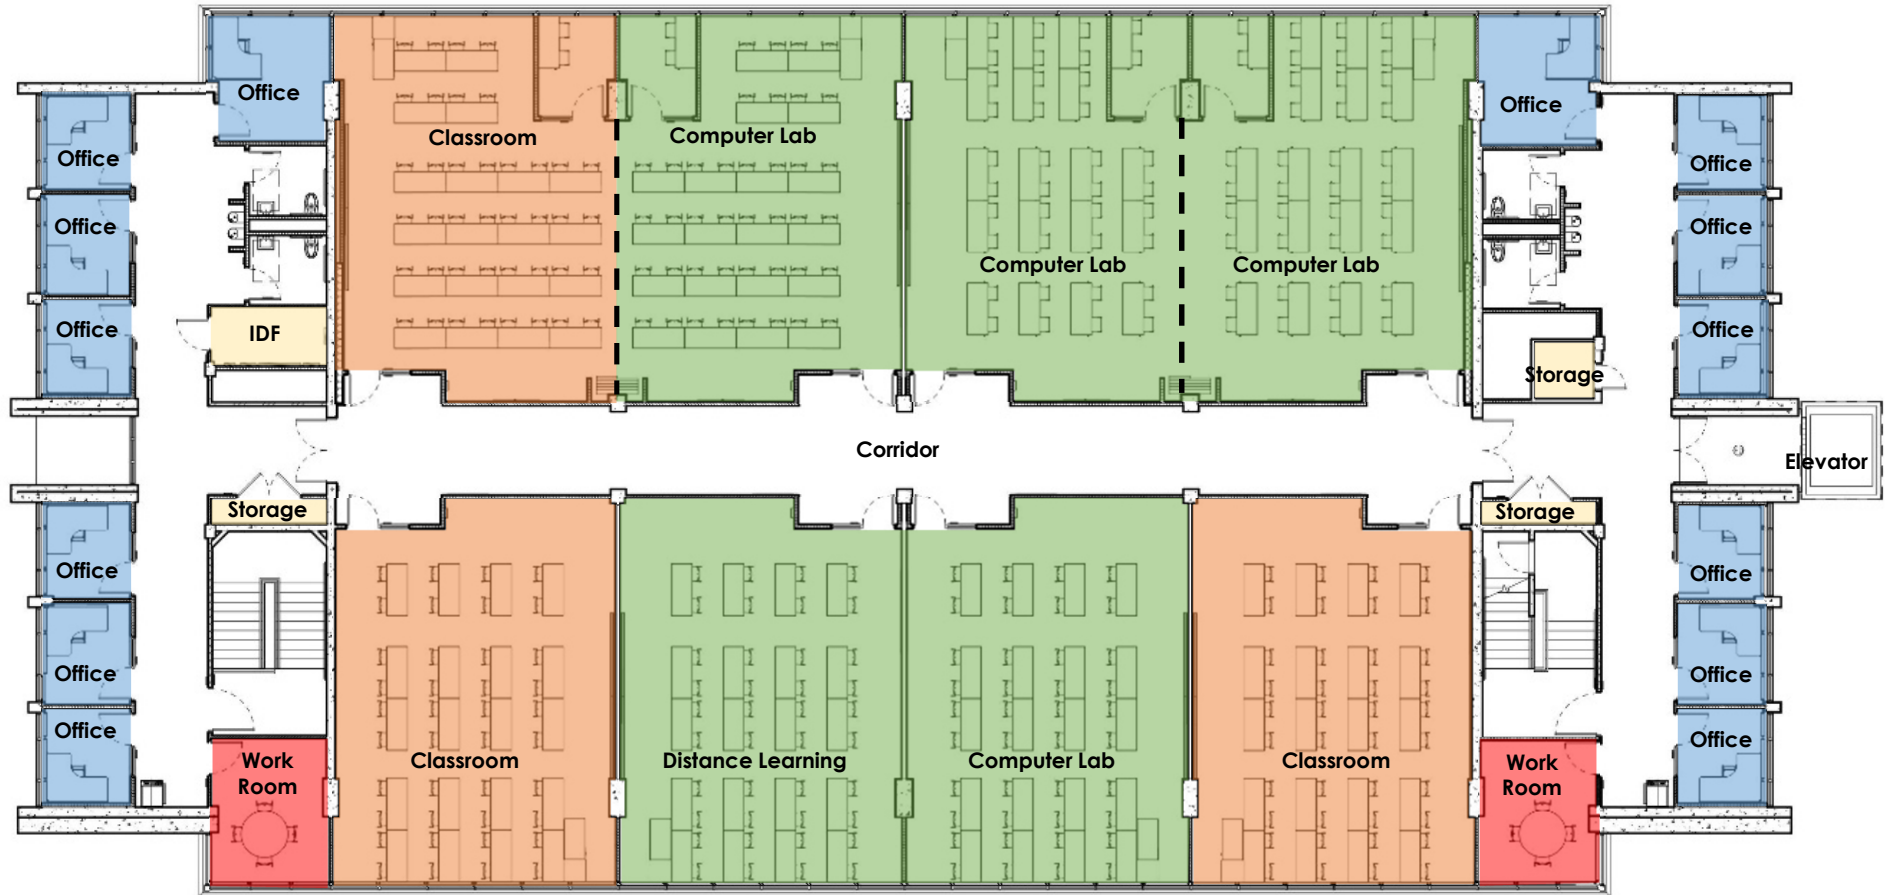 Office
Office
Classroom
Computer Lab
Office
Office
Office
Office
Office
Computer Lab
Computer Lab
Office
Office
IDF
Office
Storage
Corridor
Elevator
Storage
Storage
Office
Office
Office
Office
Office
Office
Work
Room
Classroom
Distance Learning
Computer Lab
Classroom
Work
Room